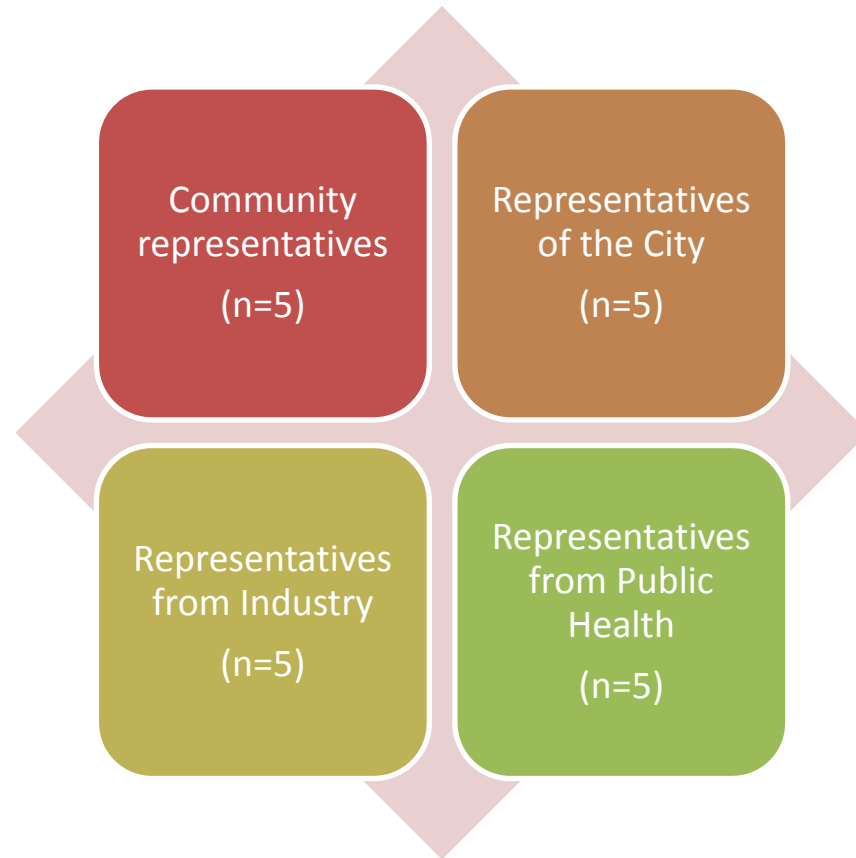 Community
representatives
(n=5)
Representatives
of the City
(n=5)
Representatives
from Industry
(n=5)
Representatives
from Public
Health
(n=5)